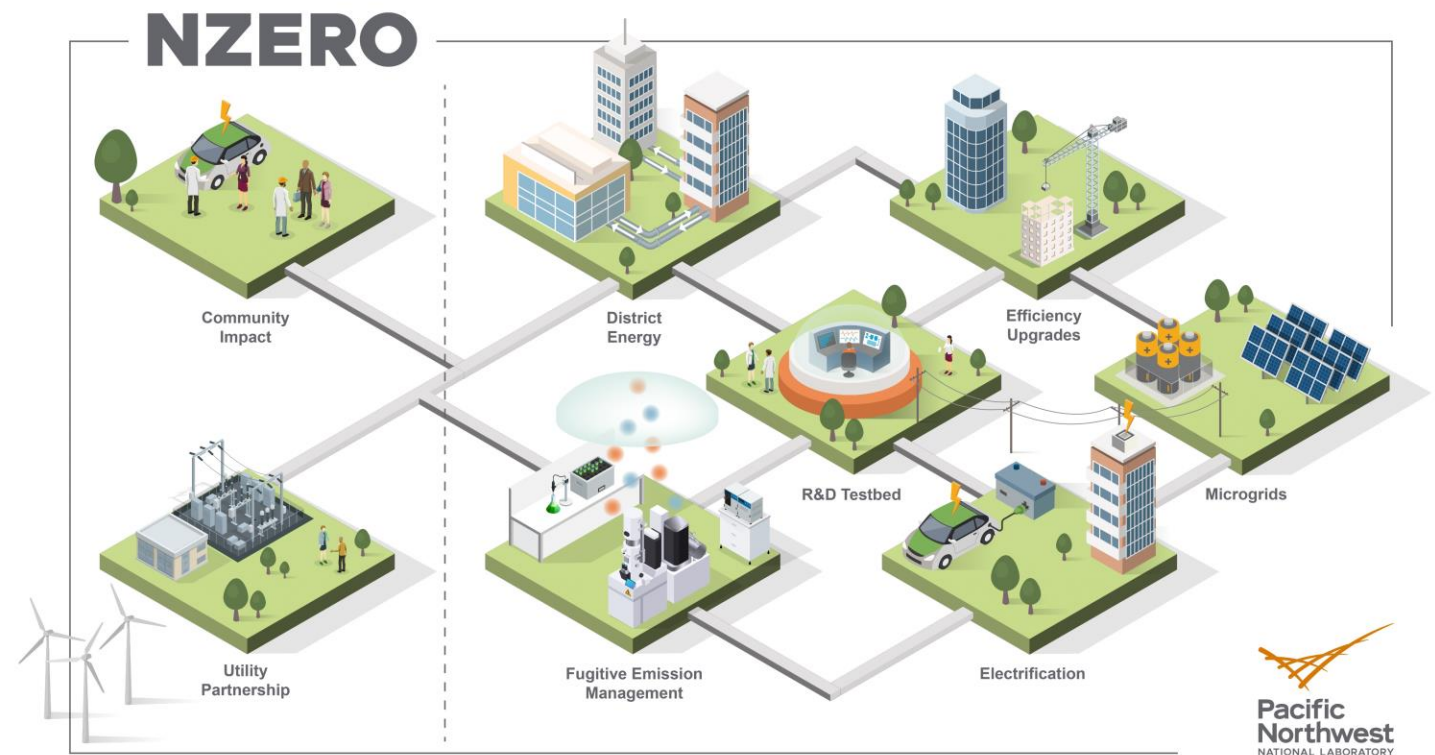 NZERO
Community
Impact
District
Energy
Efficiency
Upgrades
R&D Testbed
Microgrids
Utility
Partnership
Fugitive Emission
Management
Electrification
Pacific
Northwest
NATIONAL LABORATORY